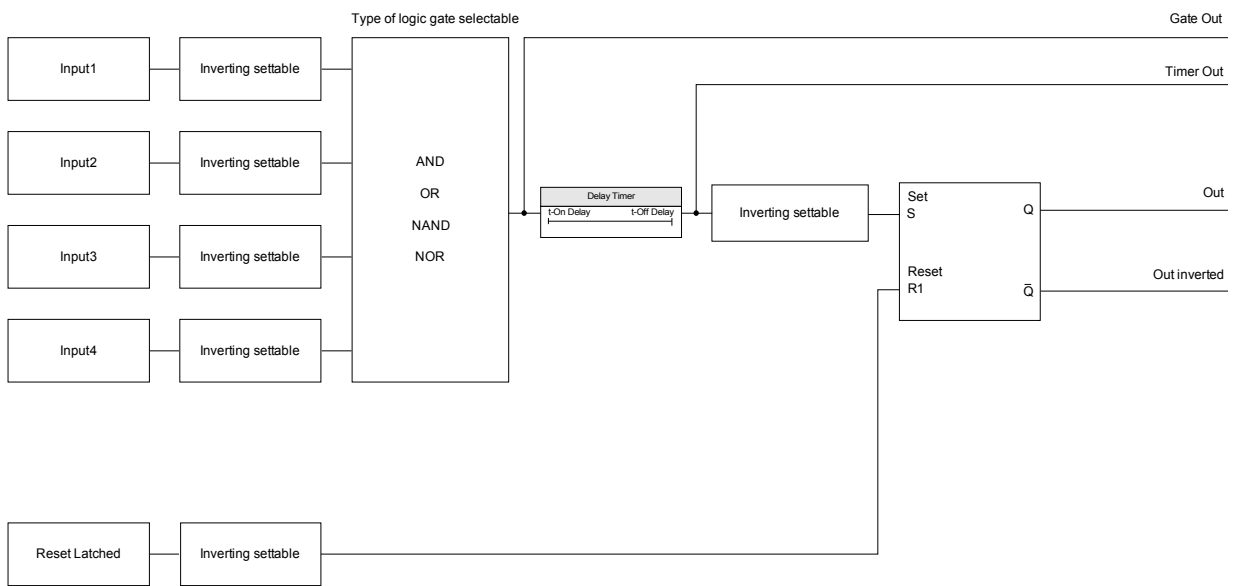 Type of logic gate selectable
Gate Out
Input1
Inverting settable
Timer Out
Input2
Inverting settable
AND
OR
NAND
NOR
Delay Timer
t-On Delay
t-Off Delay
Inverting settable
Set
S
Q
Out
Input3
Inverting settable
Reset
R1
Q̅
Out inverted
Input4
Inverting settable
Reset Latched
Inverting settable